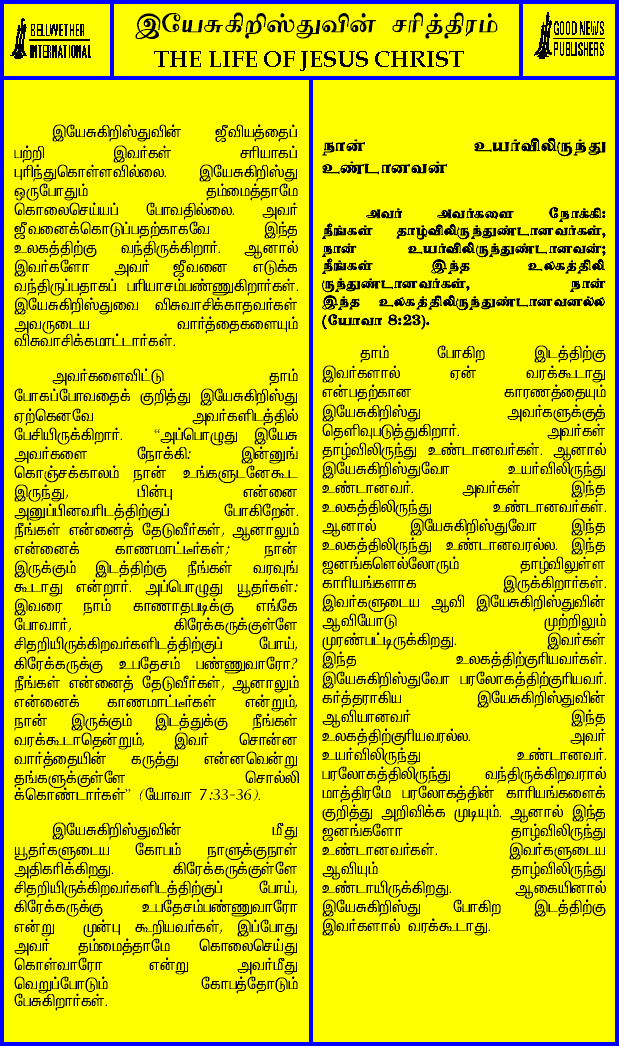 BELLWETHER
INTERNATIONAL
இயேசுகிறிஸ்துவின் சரித்திரம்
THE LIFE OF JESUS CHRIST
GOOD NEWS
PUBLISHERS
இயேசுகிறிஸ்துவின் ஜீவியத்தைப்
பற்றி இவர்கள் சரியாகப்
புரிந்துகொள்ளவில்லை. இயேசுகிறிஸ்து
ஒருபோதும் தம்மைத்தாமே
கொலைசெய்யப் போவதில்லை. அவர்
ஜீவனைக்கொடுப்பதற்காகவே இந்த
உலகத்திற்கு வந்திருக்கிறார். ஆனால்
இவர்களோ அவர் ஜீவனை எடுக்க
வந்திருப்பதாகப் பரியாசம்பண்ணுகிறார்கள்.
இயேசுகிறிஸ்துவை விசுவாசிக்காதவர்கள்
அவருடைய வார்த்தைகளையும்
விசுவாசிக்கமாட்டார்கள்.
அவர்களைவிட்டு தாம்
போகப்போவதைக் குறித்து இயேசுகிறிஸ்து
ஏற்கெனவே அவர்களிடத்தில்
பேசியிருக்கிறார். “அப்பொழுது இயேசு
அவர்களை நோக்கி: இன்னுங்
கொஞ்சக்காலம் நான் உங்களுடனேகூட
இருந்து, பின்பு என்னை
அனுப்பினவரிடத்திற்குப் போகிறேன்.
நீங்கள் என்னைத் தேடுவீர்கள், ஆனாலும்
என்னைக் காணமாட்டீர்கள்; நான்
இருக்கும் இடத்திற்கு நீங்கள் வரவுங்
கூடாது என்றார். அப்பொழுது யூதர்கள்:
இவரை நாம் காணாதபடிக்கு எங்கே
போவார், கிரேக்கருக்குள்ளே
சிதறியிருக்கிறவர்களிடத்திற்குப் போய்,
கிரேக்கருக்கு உபதேசம் பண்ணுவாரோ?
நீங்கள் என்னைத் தேடுவீர்கள், ஆனாலும்
என்னைக் காணமாட்டீர்கள் என்றும்,
நான் இருக்கும் இடத்துக்கு நீங்கள்
வரக்கூடாதென்றும், இவர் சொன்ன
வார்த்தையின் கருத்து என்னவென்று
தங்களுக்குள்ளே சொல்லி
க்கொண்டார்கள்” (யோவா 7:33-36).
இயேசுகிறிஸ்துவின் மீது
யூதர்களுடைய கோபம் நாளுக்குநாள்
அதிகரிக்கிறது. கிரேக்கருக்குள்ளே
சிதறியிருக்கிறவர்களிடத்திற்குப் போய்,
கிரேக்கருக்கு உபதேசம்பண்ணுவாரோ
என்று முன்பு கூறியவர்கள், இப்போது
அவர் தம்மைத்தாமே கொலைசெய்து
கொள்வாரோ என்று அவர்மீது
வெறுப்போடும் கோபத்தோடும்
பேசுகிறார்கள்.
நான் உயர்விலிருந்து
உண்டானவன்
அவர் அவர்களை நோக்கி:
நீங்கள் தாழ்விலிருந்துண்டானவர்கள்,
நான் உயர்விலிருந்துண்டானவன்;
நீங்கள் இந்த உலகத்திலி
ருந்துண்டானவர்கள், நான்
இந்த உலகத்திலிருந்துண்டானவனல்ல
(யோவா 8:23).
தாம் போகிற இடத்திற்கு
இவர்களால் ஏன் வரக்கூடாது
என்பதற்கான காரணத்தையும்
இயேசுகிறிஸ்து அவர்களுக்குத்
தெளிவுபடுத்துகிறார். அவர்கள்
தாழ்விலிருந்து உண்டானவர்கள். ஆனால்
இயேசுகிறிஸ்துவோ உயர்விலிருந்து
உண்டானவர். அவர்கள் இந்த
உலகத்திலிருந்து உண்டானவர்கள்.
ஆனால் இயேசுகிறிஸ்துவோ இந்த
உலகத்திலிருந்து உண்டானவரல்ல. இந்த
ஜனங்களெல்லோரும் தாழ்விலுள்ள
காரியங்களாக இருக்கிறார்கள்.
இவர்களுடைய ஆவி இயேசுகிறிஸ்துவின்
ஆவியோடு முற்றிலும்
முரண்பட்டிருக்கிறது. இவர்கள்
இந்த உலகத்திற்குரியவர்கள்.
இயேசுகிறிஸ்துவோ பரலோகத்திற்குரியவர்.
கர்த்தராகிய இயேசுகிறிஸ்துவின்
ஆவியானவர் இந்த
உலகத்திற்குரியவரல்ல. அவர்
உயர்விலிருந்து உண்டானவர்.
பரலோகத்திலிருந்து வந்திருக்கிறவரால்
மாத்திரமே பரலோகத்தின் காரியங்களைக்
குறித்து அறிவிக்க முடியும். ஆனால் இந்த
ஜனங்களோ தாழ்விலிருந்து
உண்டானவர்கள். இவர்களுடைய
ஆவியும் தாழ்விலிருந்து
உண்டாயிருக்கிறது. ஆகையினால்
இயேசுகிறிஸ்து போகிற இடத்திற்கு
இவர்களால் வரக்கூடாது.